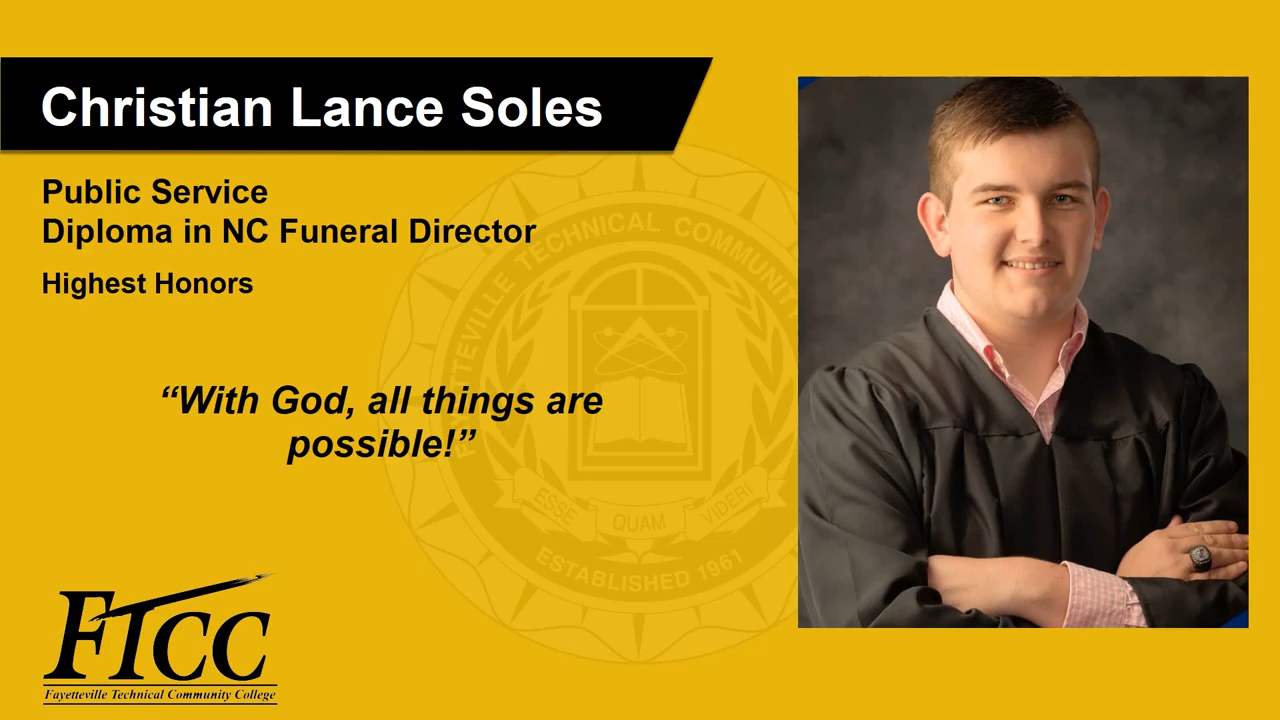 Christian Lance Soles
Public Service
Diploma in NC Funeral Director
Highest Honors
“With God, all things are
possible!”
FAYETTEVILLE TECHNICAL COMMUNITY
ESSE QUAM VIDERI
ESTABLISHED 1961
FTCC
Fayetteville Technical Community College